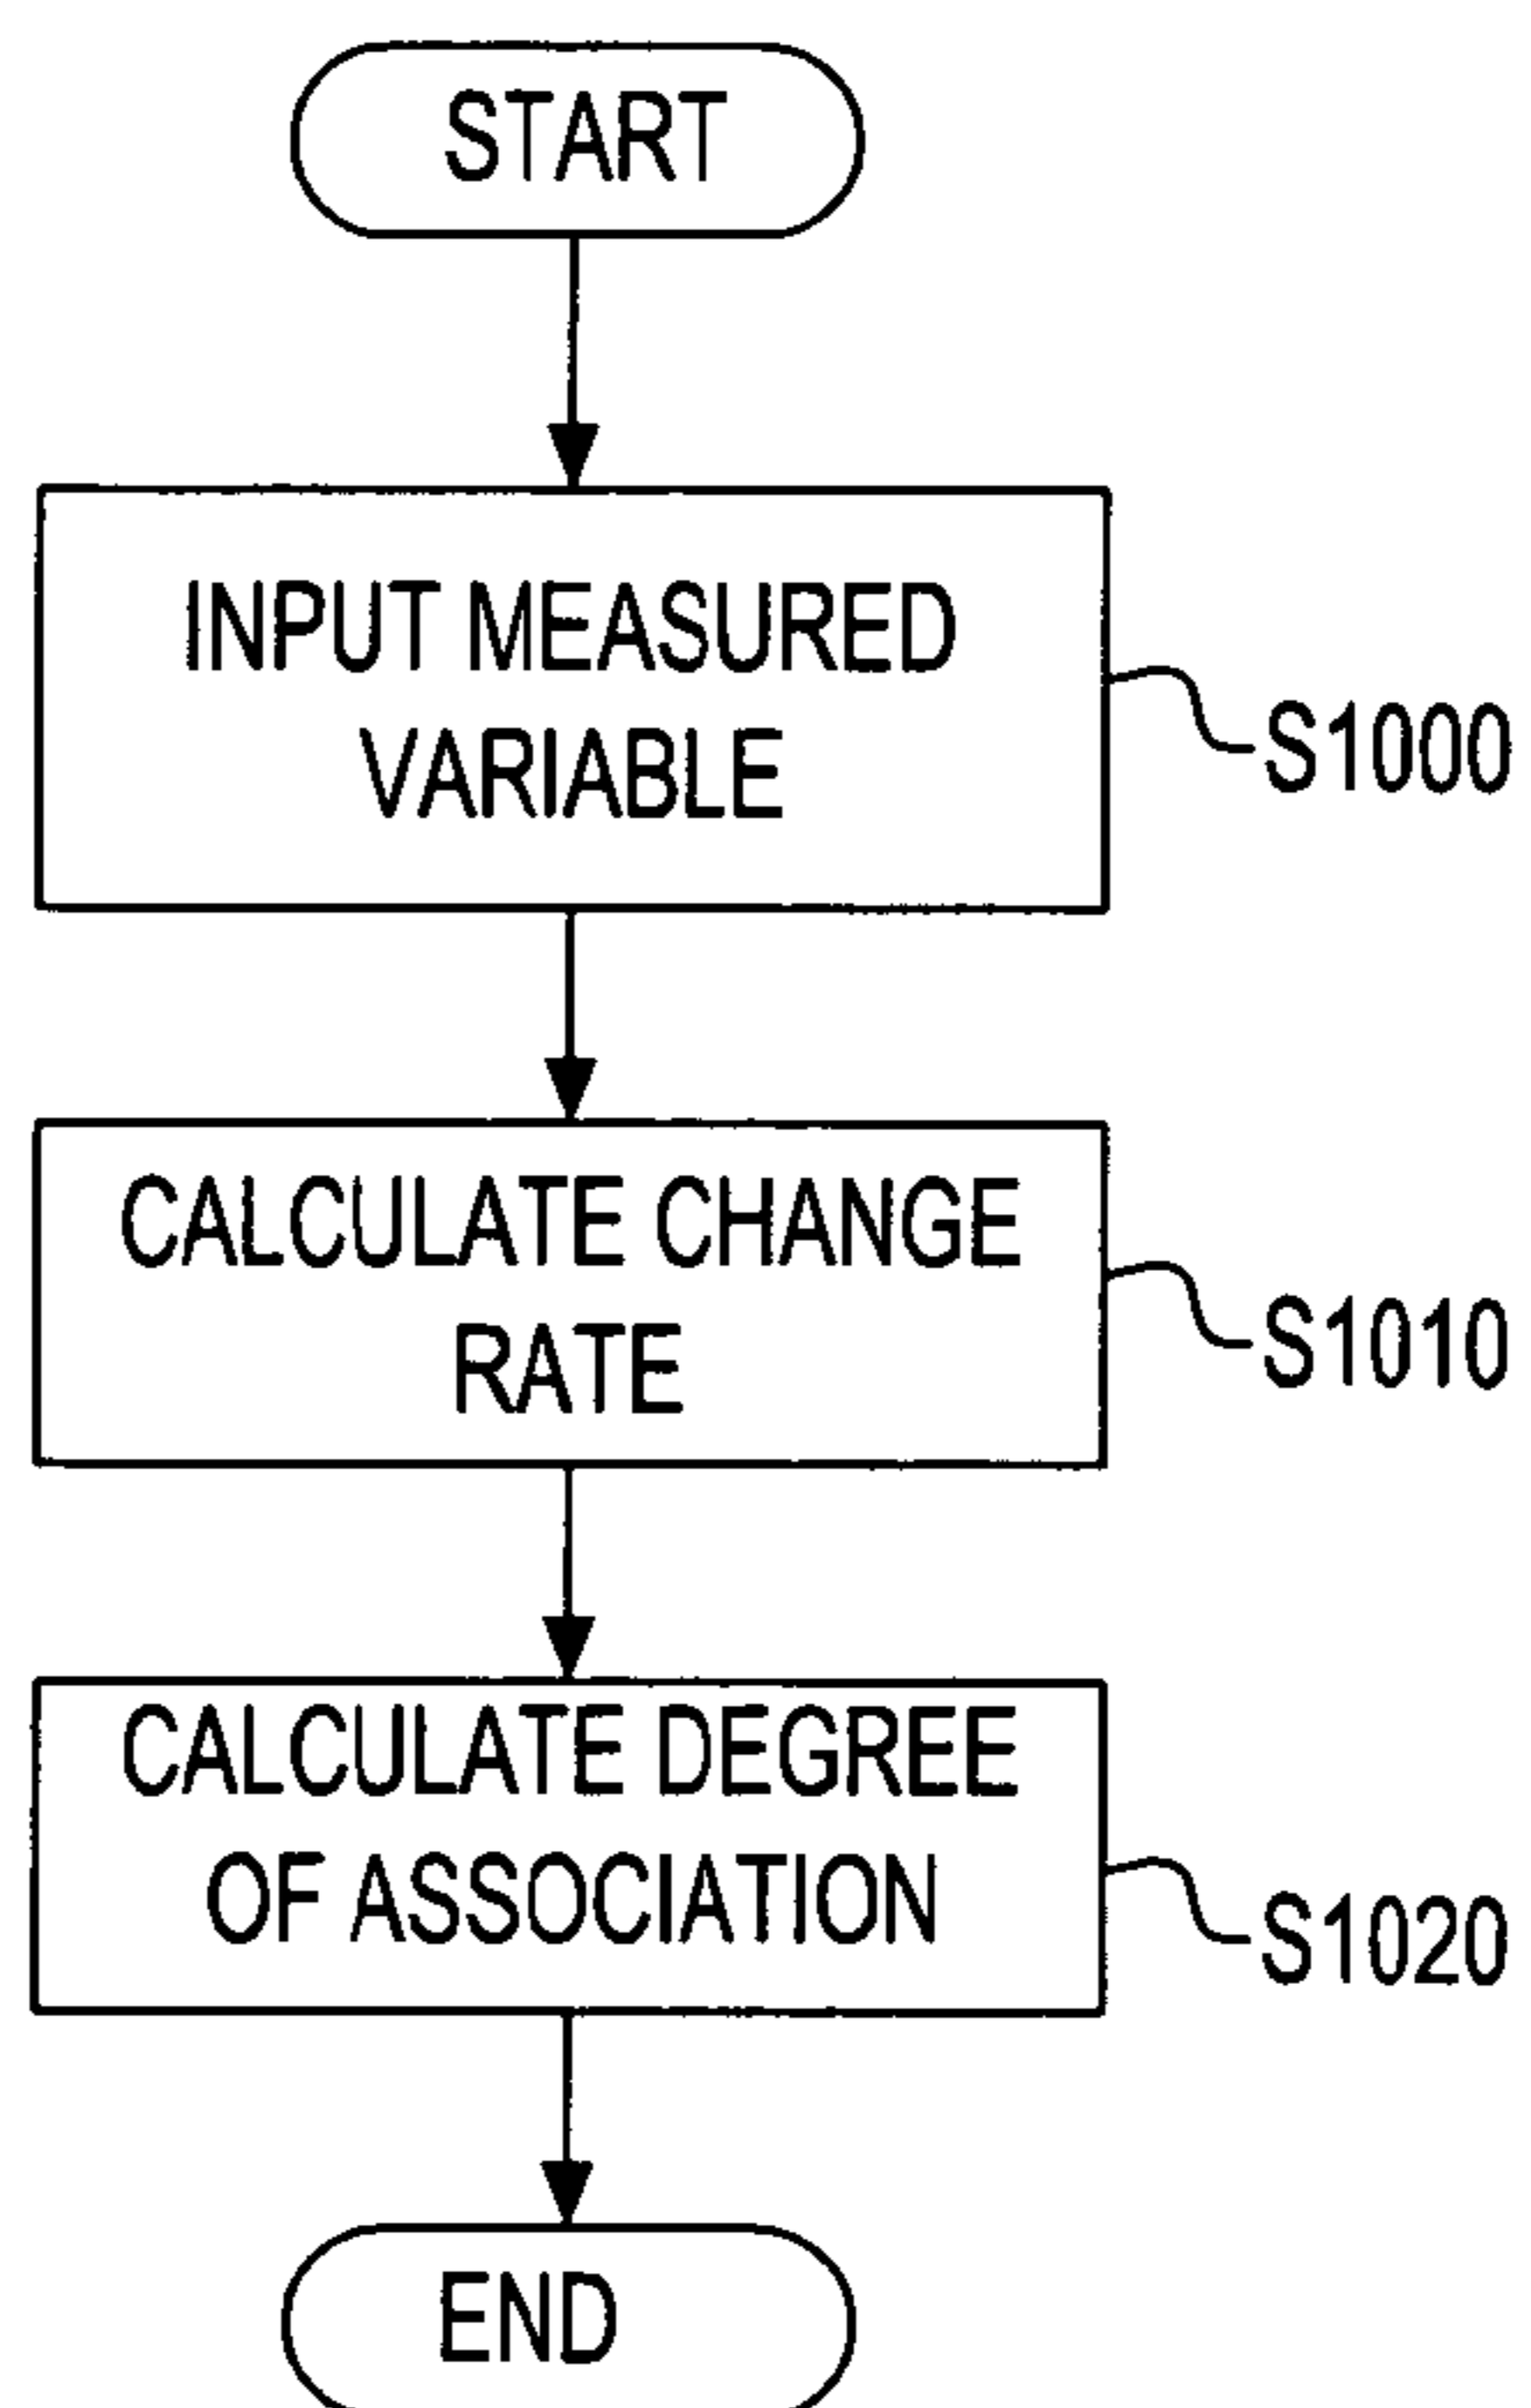 START
INPUT MEASURED
VARIABLE
S1000
CALCULATE CHANGE
RATE
S1010
CALCULATE DEGREE
OF ASSOCIATION
S1020
END